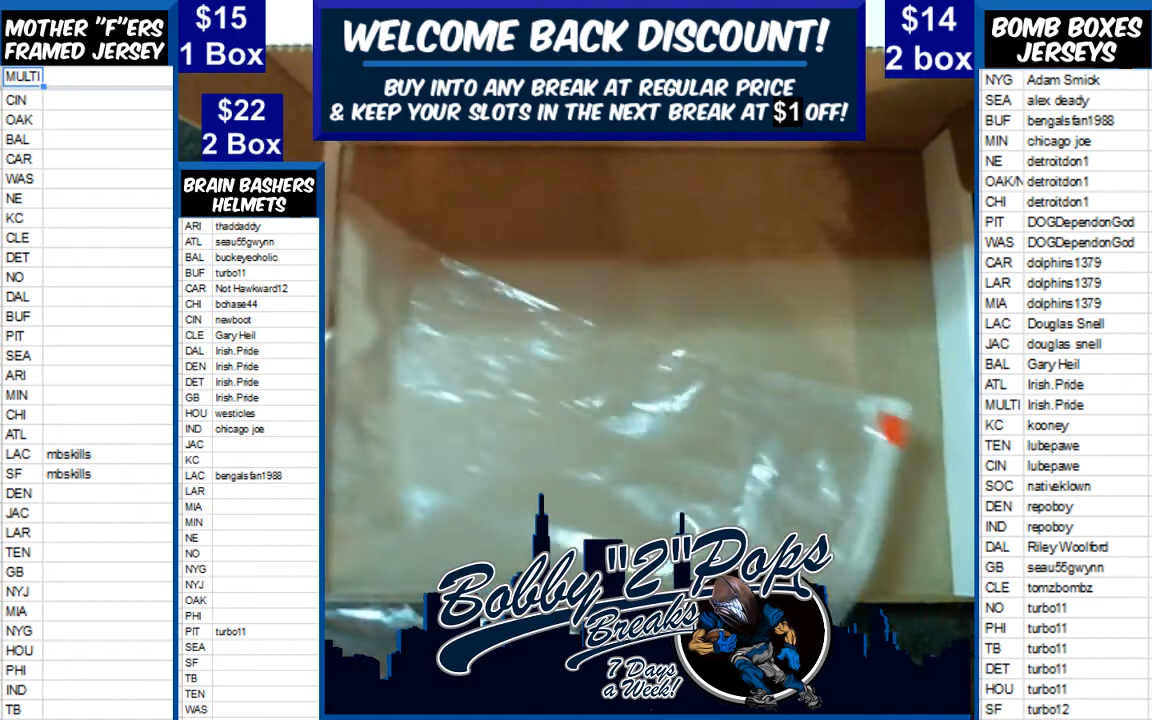 MOTHER "F"ERS
FRAMED JERSEY
MULTI
CIN
OAK
BAL
CAR
WAS
NE
KC
CLE
DET
NO
DAL
BUF
PIT
SEA
ARI
MIN
CHI
ATL
LAC mbskills
SF mbskills
DEN
JAC
LAR
TEN
GB
NYJ
MIA
NYG
HOU
PHI
IND
TB
$15
1 Box
$22
2 Box
BRAIN BASHERS
HELMETS
ARI thaddaddy
ATL seau55gwynn
BAL buckeyeoholic
BUF turbo11
CAR Not Hawkward12
CHI bchase44
CIN newboot
CLE Gary Heil
DAL Irish.Pride
DEN Irish.Pride
DET Irish.Pride
GB Irish.Pride
HOU westicles
IND chicago joe
JAC
KC
LAC bengalsfan1988
LAR
MIA
MIN
NE
NO
NYG
NYJ
OAK
PHI
PIT turbo11
SEA
SF
TB
TEN
WAS
WELCOME BACK DISCOUNT!
BUY INTO ANY BREAK AT REGULAR PRICE
& KEEP YOUR SLOTS IN THE NEXT BREAK AT $1 OFF!
Bobby "2" Pops
Breaks
7 Days
a Week!
$14
2 box
BOMB BOXES
JERSEYS
NYG Adam Smick
SEA alex deady
BUF bengalsfan1988
MIN chicago joe
NE detroitdon1
OAK/N detroitdon1
CHI detroitdon1
PIT DOGDependonGod
WAS DOGDependonGod
CAR dolphins1379
LAR dolphins1379
MIA dolphins1379
LAC Douglas Snell
JAC douglas snell
BAL Gary Heil
ATL Irish.Pride
MULTI Irish.Pride
KC kooney
TEN lubepawe
CIN lubepawe
SOC nativeklown
DEN repoboy
IND repoboy
DAL Riley Woolford
GB seau55gwynn
CLE tomzbombz
NO turbo11
PHI turbo11
TB turbo11
DET turbo11
HOU turbo11
SF turbo12